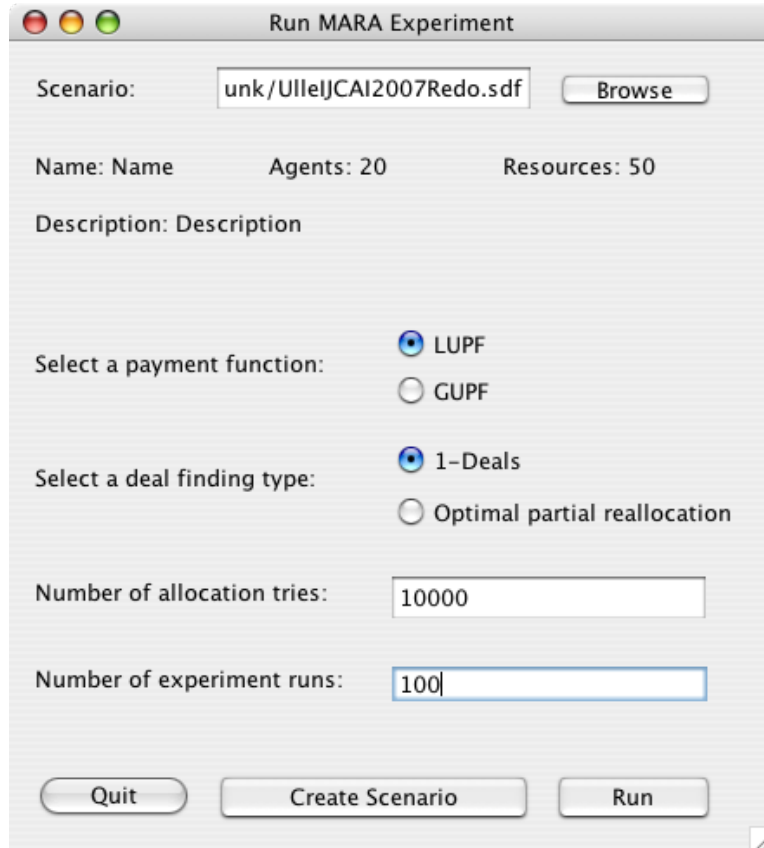 Run MARA Experiment
Scenario: unk/UlleIJCAI2007Redo.sdf Browse
Name: Name Agents: 20 Resources: 50
Description: Description
Select a payment function:
LUPF
GUPF
Select a deal finding type:
1-Deals
Optimal partial reallocation
Number of allocation tries: 10000
Number of experiment runs: 100
Quit Create Scenario Run